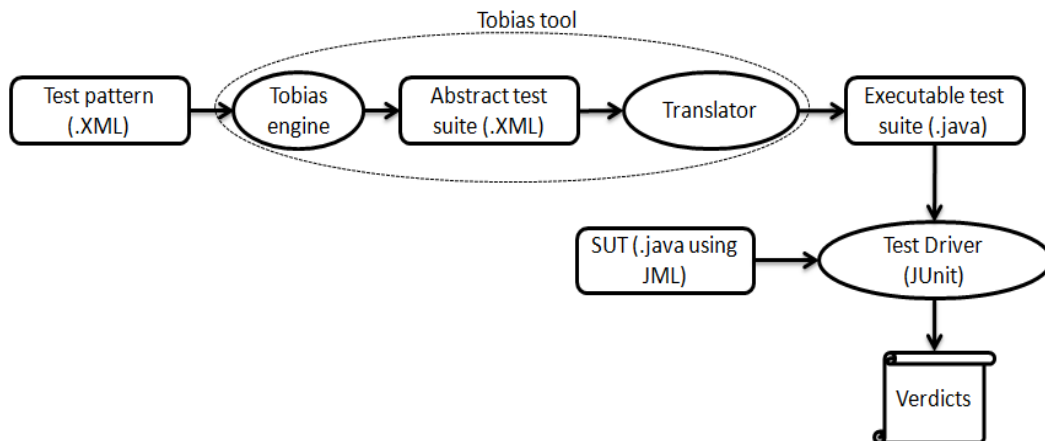 Tobias tool
Test pattern
(.XML)
Tobias
engine
Abstract test
suite (.XML)
Translator
Executable test
suite (.java)
SUT (.java using
JML)
Test Driver
(JUnit)
Verdicts